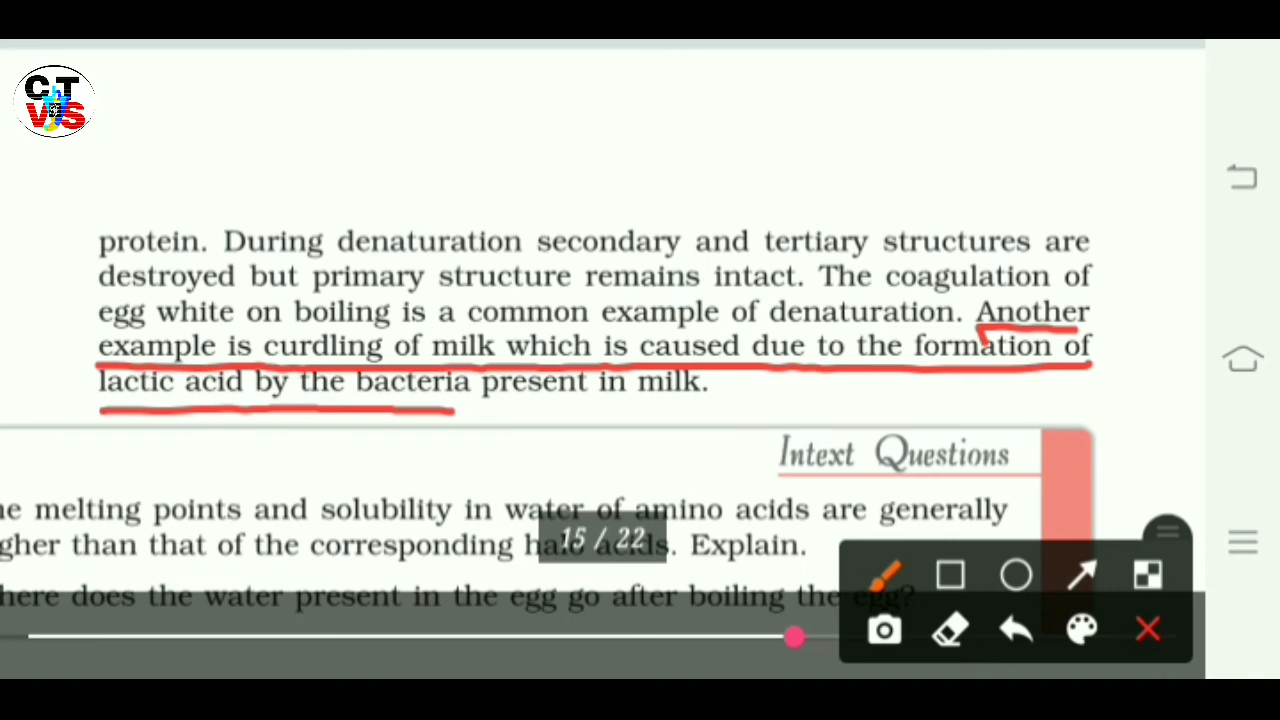 CT
VS
protein. During denaturation secondary and tertiary structures are
destroyed but primary structure remains intact. The coagulation of
egg white on boiling is a common example of denaturation. Another
example is curdling of milk which is caused due to the formation of
lactic acid by the bacteria present in milk.
Intext Questions
melting points and solubility in water of amino acids are generally
than that of the corresponding halo acids. Explain.
does the water present in the egg go after boiling the egg?
15 / 22